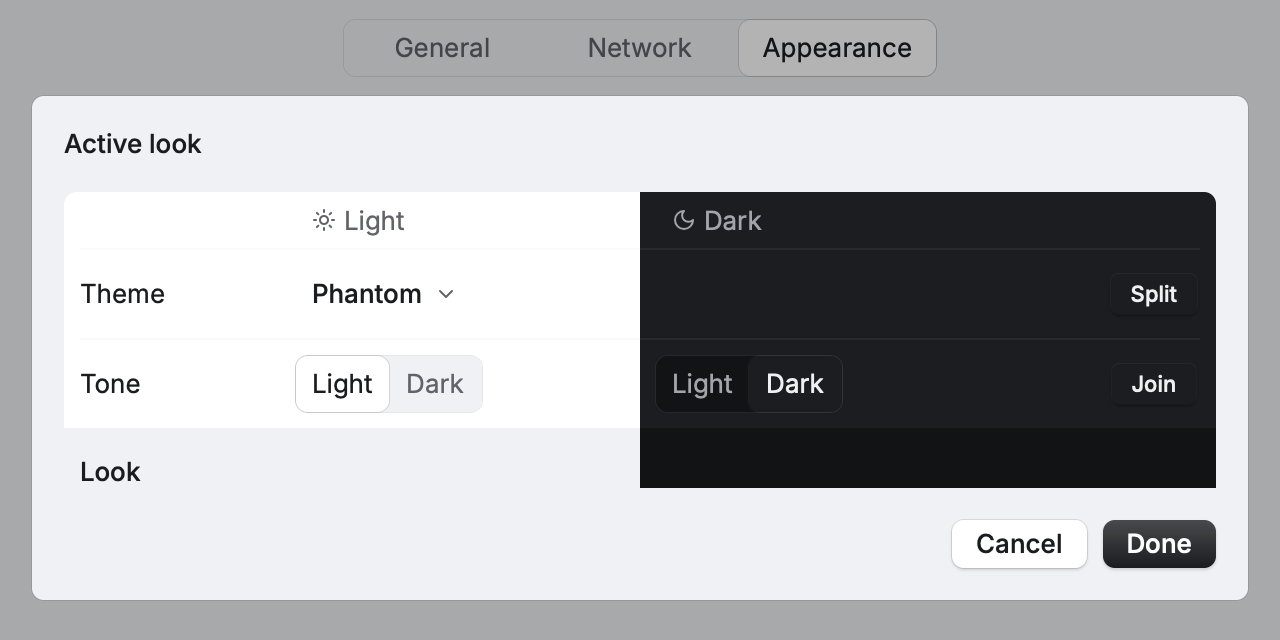 General Network Appearance
Active look
Light Dark
Theme Phantom Split
Tone Light Dark Light Dark Join
Look
Cancel Done